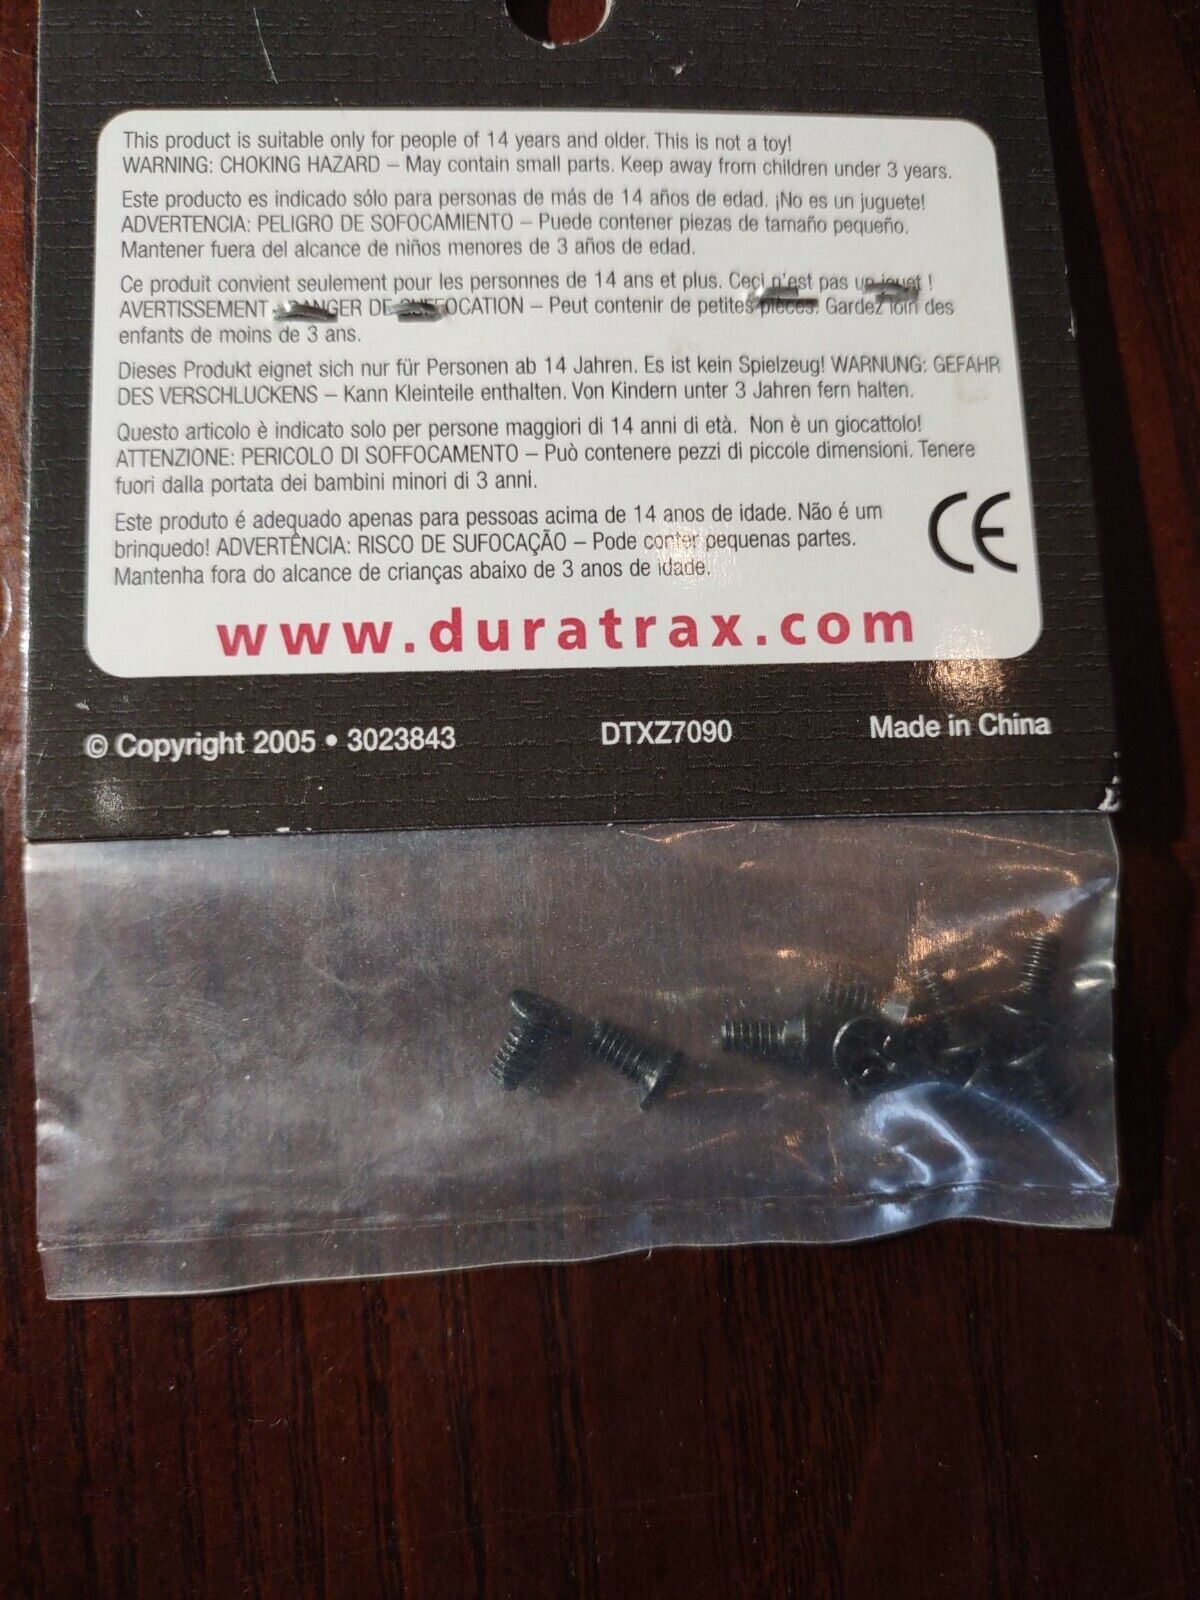 This product is suitable only for people of 14 years and older. This is not a toy!
WARNING: CHOKING HAZARD – May contain small parts. Keep away from children under 3 years.
Este producto es indicado sólo para personas de más de 14 años de edad. ¡No es un juguete!
ADVERTENCIA: PELIGRO DE SOFOCAMIENTO – Puede contener piezas de tamaño pequeño.
Mantener fuera del alcance de niños menores de 3 años de edad.
Ce produit convient seulement pour les personnes de 14 ans et plus. Ceci n'est pas un jouet !
AVERTISSEMENT DE – Peut contenir de petites pièces. Gardez loin des
enfants de moins de 3 ans.
Dieses Produkt eignet sich nur für Personen ab 14 Jahren. Es ist kein Spielzeug! WARNUNG: GEFAHR
DES VERSCHLUCKENS – Kann Kleinteile enthalten. Von Kindern unter 3 Jahren fern halten.
Questo articolo è indicato solo per persone maggiori di 14 anni di età. Non è un giocattolo!
ATTENZIONE: PERICOLO DI SOFFOCAMENTO – Può contenere pezzi di piccole dimensioni. Tenere
fuori dalla portata dei bambini minori di 3 anni.
Este produto é adequado apenas para pessoas acima de 14 anos de idade. Não é um
brinquedo! ADVERTÊNCIA: RISCO DE SUFOCAÇÃO – Pode conter pequenas partes.
Mantenha fora do alcance de crianças abaixo de 3 anos de idade.
CE
www.duratrax.com
© Copyright 2005 • 3023843
DTXZ7090
Made in China